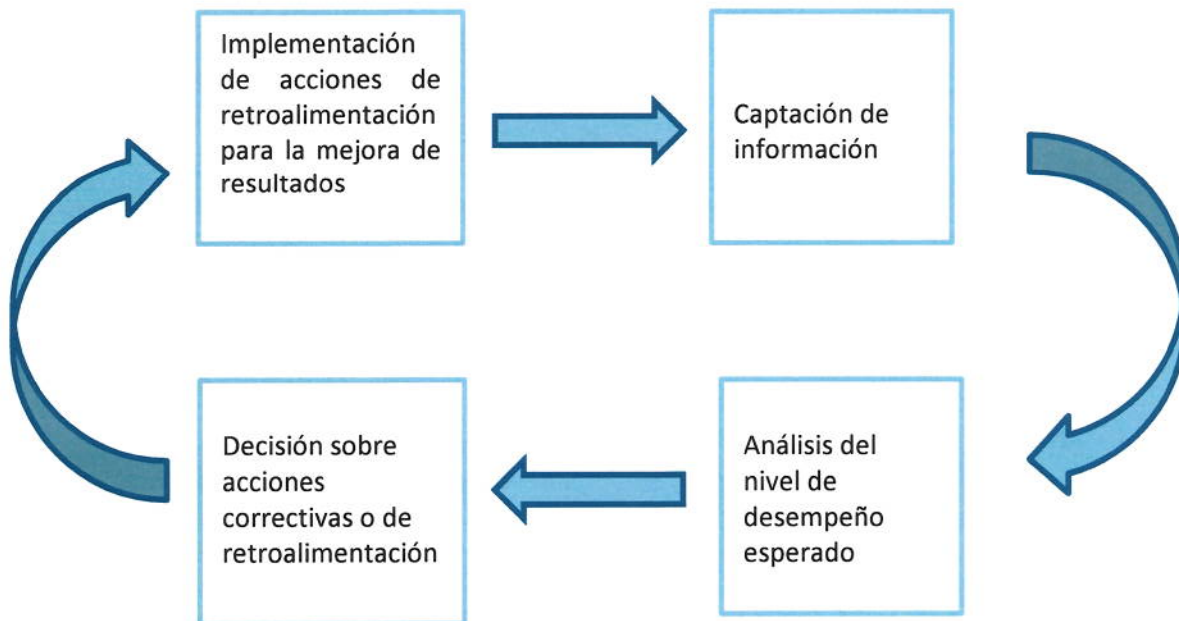 Implementación
de acciones de
retroalimentación
para la mejora de
resultados
Captación de
información
Decisión sobre
acciones
correctivas o de
retroalimentación
Análisis del
nivel de
desempeño
esperado